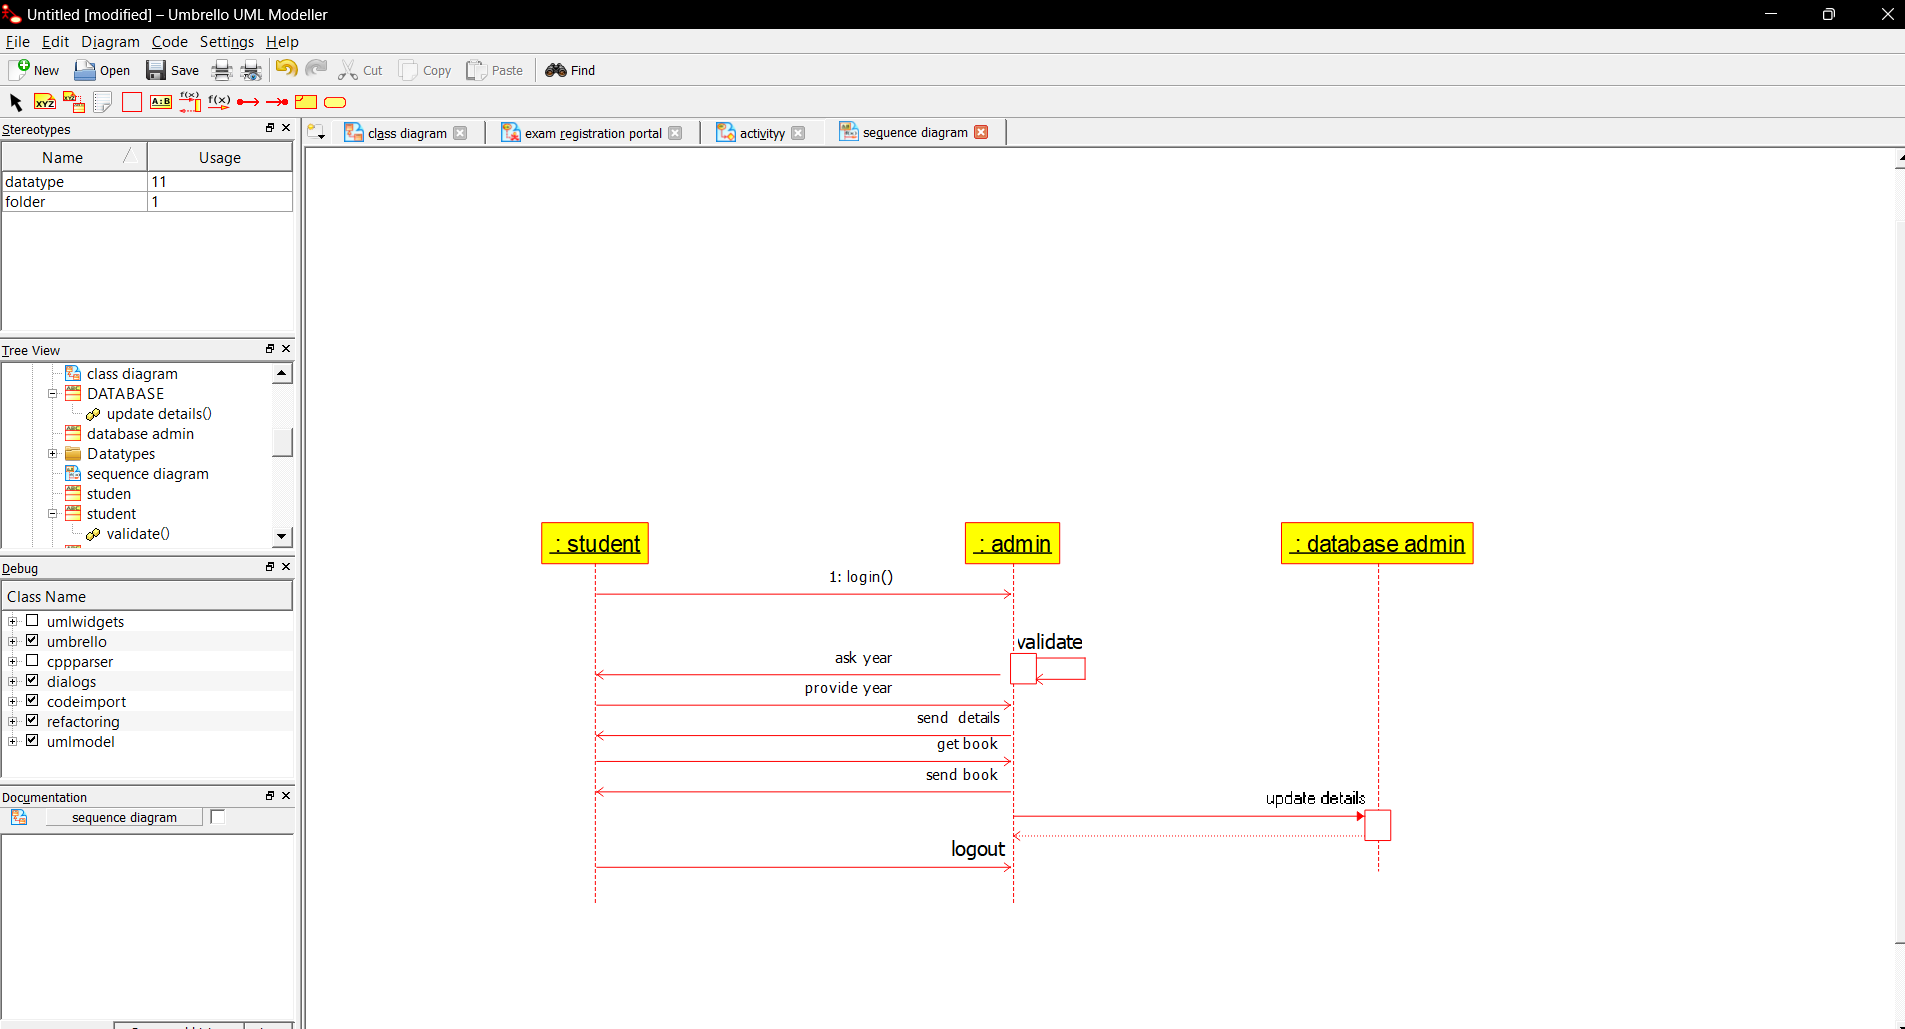 Untitled [modified] – Umbrello UML Modeller
File Edit Diagram Code Settings Help
New Open Save Cut Copy Paste Find
XYZ XYZ A:B f(x) f(x)
Stereotypes
class diagram exam registration portal activityy sequence diagram
Name Usage
datatype 11
folder 1
Tree View
class diagram
DATABASE
update details()
database admin
Datatypes
sequence diagram
studen
student
validate()
Debug
Class Name
umlwidgets
umbrello
cppparser
dialogs
codeimport
refactoring
umlmodel
Documentation
sequence diagram
: student : admin : database admin
1: login()
validate
ask year
provide year
send details
get book
send book
update details
logout